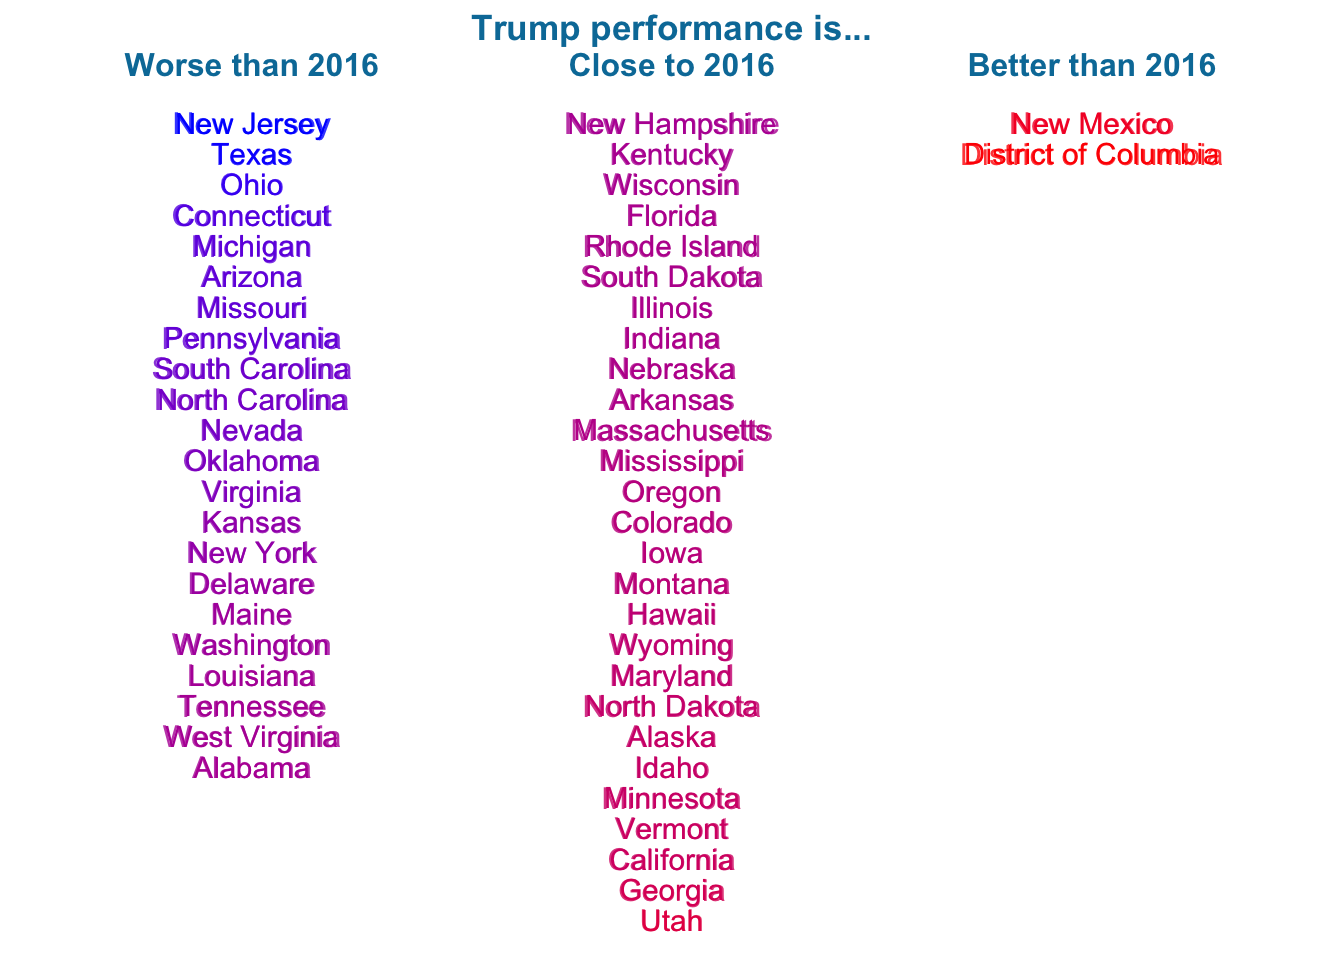 Trump performance is...
Worse than 2016
New Jersey
Texas
Ohio
Connecticut
Michigan
Arizona
Missouri
Pennsylvania
South Carolina
North Carolina
Nevada
Oklahoma
Virginia
Kansas
New York
Delaware
Maine
Washington
Louisiana
Tennessee
West Virginia
Alabama
Close to 2016
New Hampshire
Kentucky
Wisconsin
Florida
Rhode Island
South Dakota
Illinois
Indiana
Nebraska
Arkansas
Massachusetts
Mississippi
Oregon
Colorado
Iowa
Montana
Hawaii
Wyoming
Maryland
North Dakota
Alaska
Idaho
Minnesota
Vermont
California
Georgia
Utah
Better than 2016
New Mexico
District of Columbia